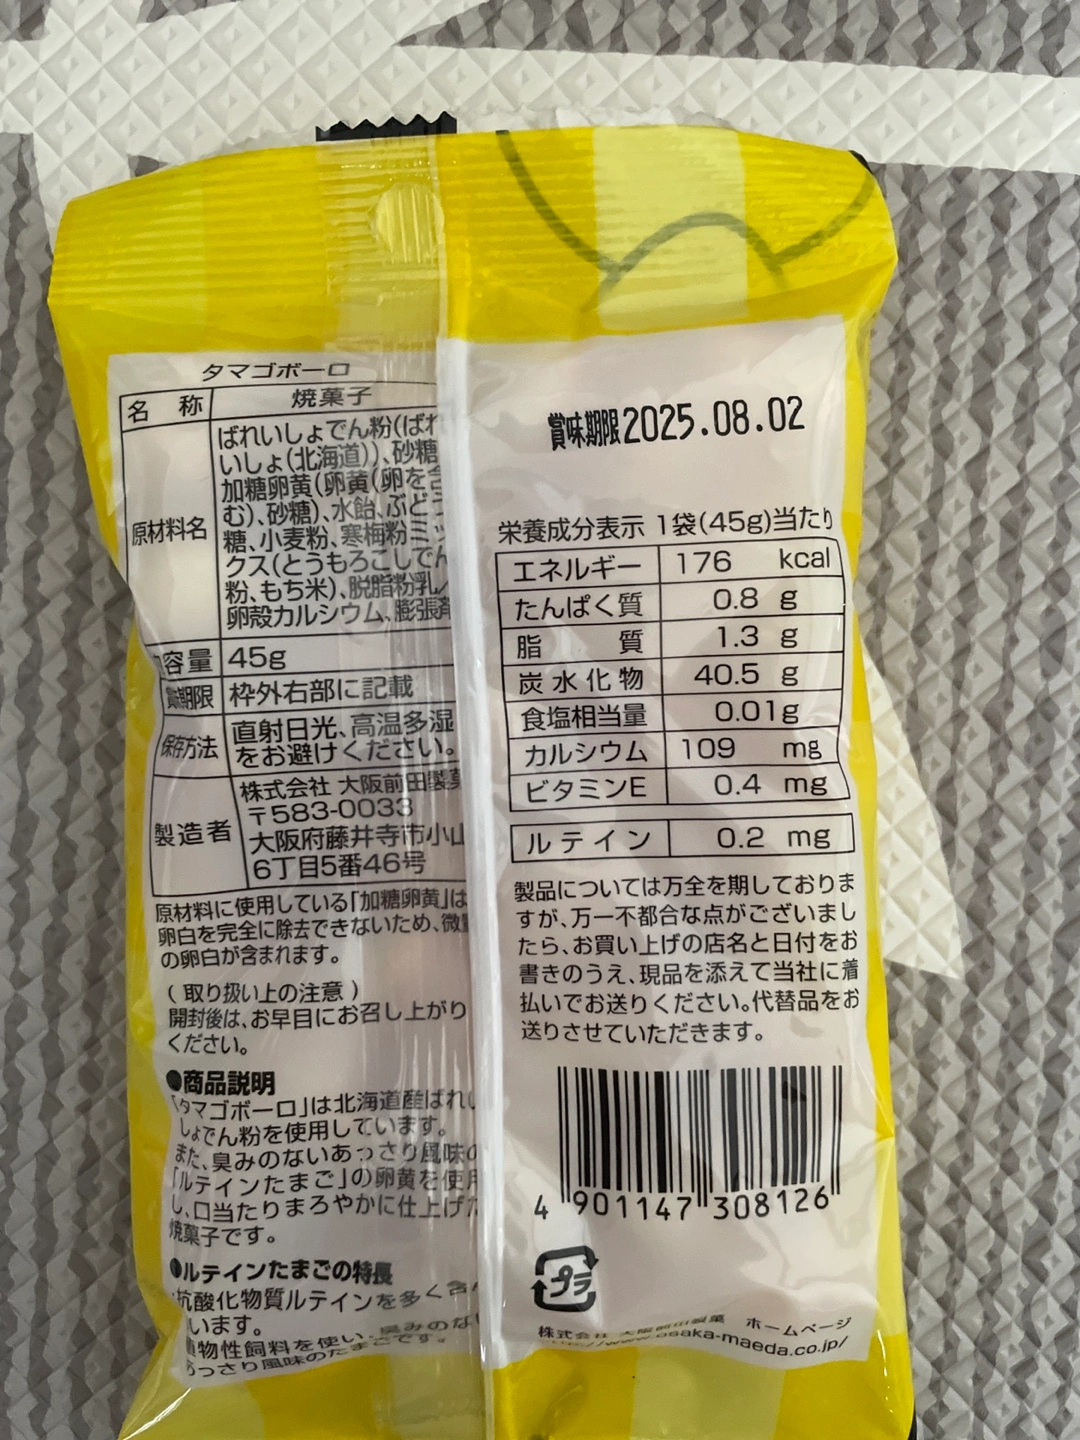 タマゴボーロ
名 称 焼菓子
原材料名
ばれいしょでん粉(ばれ
いしょ(北海道))、砂糖
加糖卵黄(卵黄(卵を含
む)、砂糖)、水飴、ぶどう
糖、小麦粉、寒梅粉ミッ
クス(とうもろこしでん
粉、もち米)、脱脂粉乳/
卵殻カルシウム、膨張剤
容量 45g
期限 枠外右部に記載
保存方法
直射日光、高温多湿
をお避けください。
製造者
株式会社 大阪前田製菓
〒583-0033
大阪府藤井寺市小山
6丁目5番46号
原材料に使用している「加糖卵黄」は
卵白を完全に除去できないため、微量
の卵白が含まれます。
(取り扱い上の注意)
開封後は、お早目にお召し上がり
ください。
●商品説明
「タマゴボーロ」は北海道産ばれい
しょでん粉を使用しています。
また、臭みのないあっさり風味の
「ルテインたまご」の卵黄を使用
し、口当たりまろやかに仕上げた
焼菓子です。
●ルテインたまごの特長
抗酸化物質ルテインを多く含
います。
物性飼料を使い、臭みのな
あっさり風味のたまごです。
賞味期限2025.08.02
栄養成分表示 1袋(45g)当たり
エネルギー 176 kcal
たんぱく質 0.8 g
脂 質 1.3 g
炭水化物 40.5 g
食塩相当量 0.01g
カルシウム 109 mg
ビタミンE 0.4 mg
ルテイン 0.2 mg
製品については万全を期しておりま
すが、万一不都合な点がございまし
たら、お買い上げの店名と日付をお
書きのうえ、現品を添えて当社に着
払いでお送りください。代替品をお
送りさせていただきます。
4 901147 308126
プラ
株式会社 大阪前田製菓 ホームページ
osaka-maeda.co.jp/